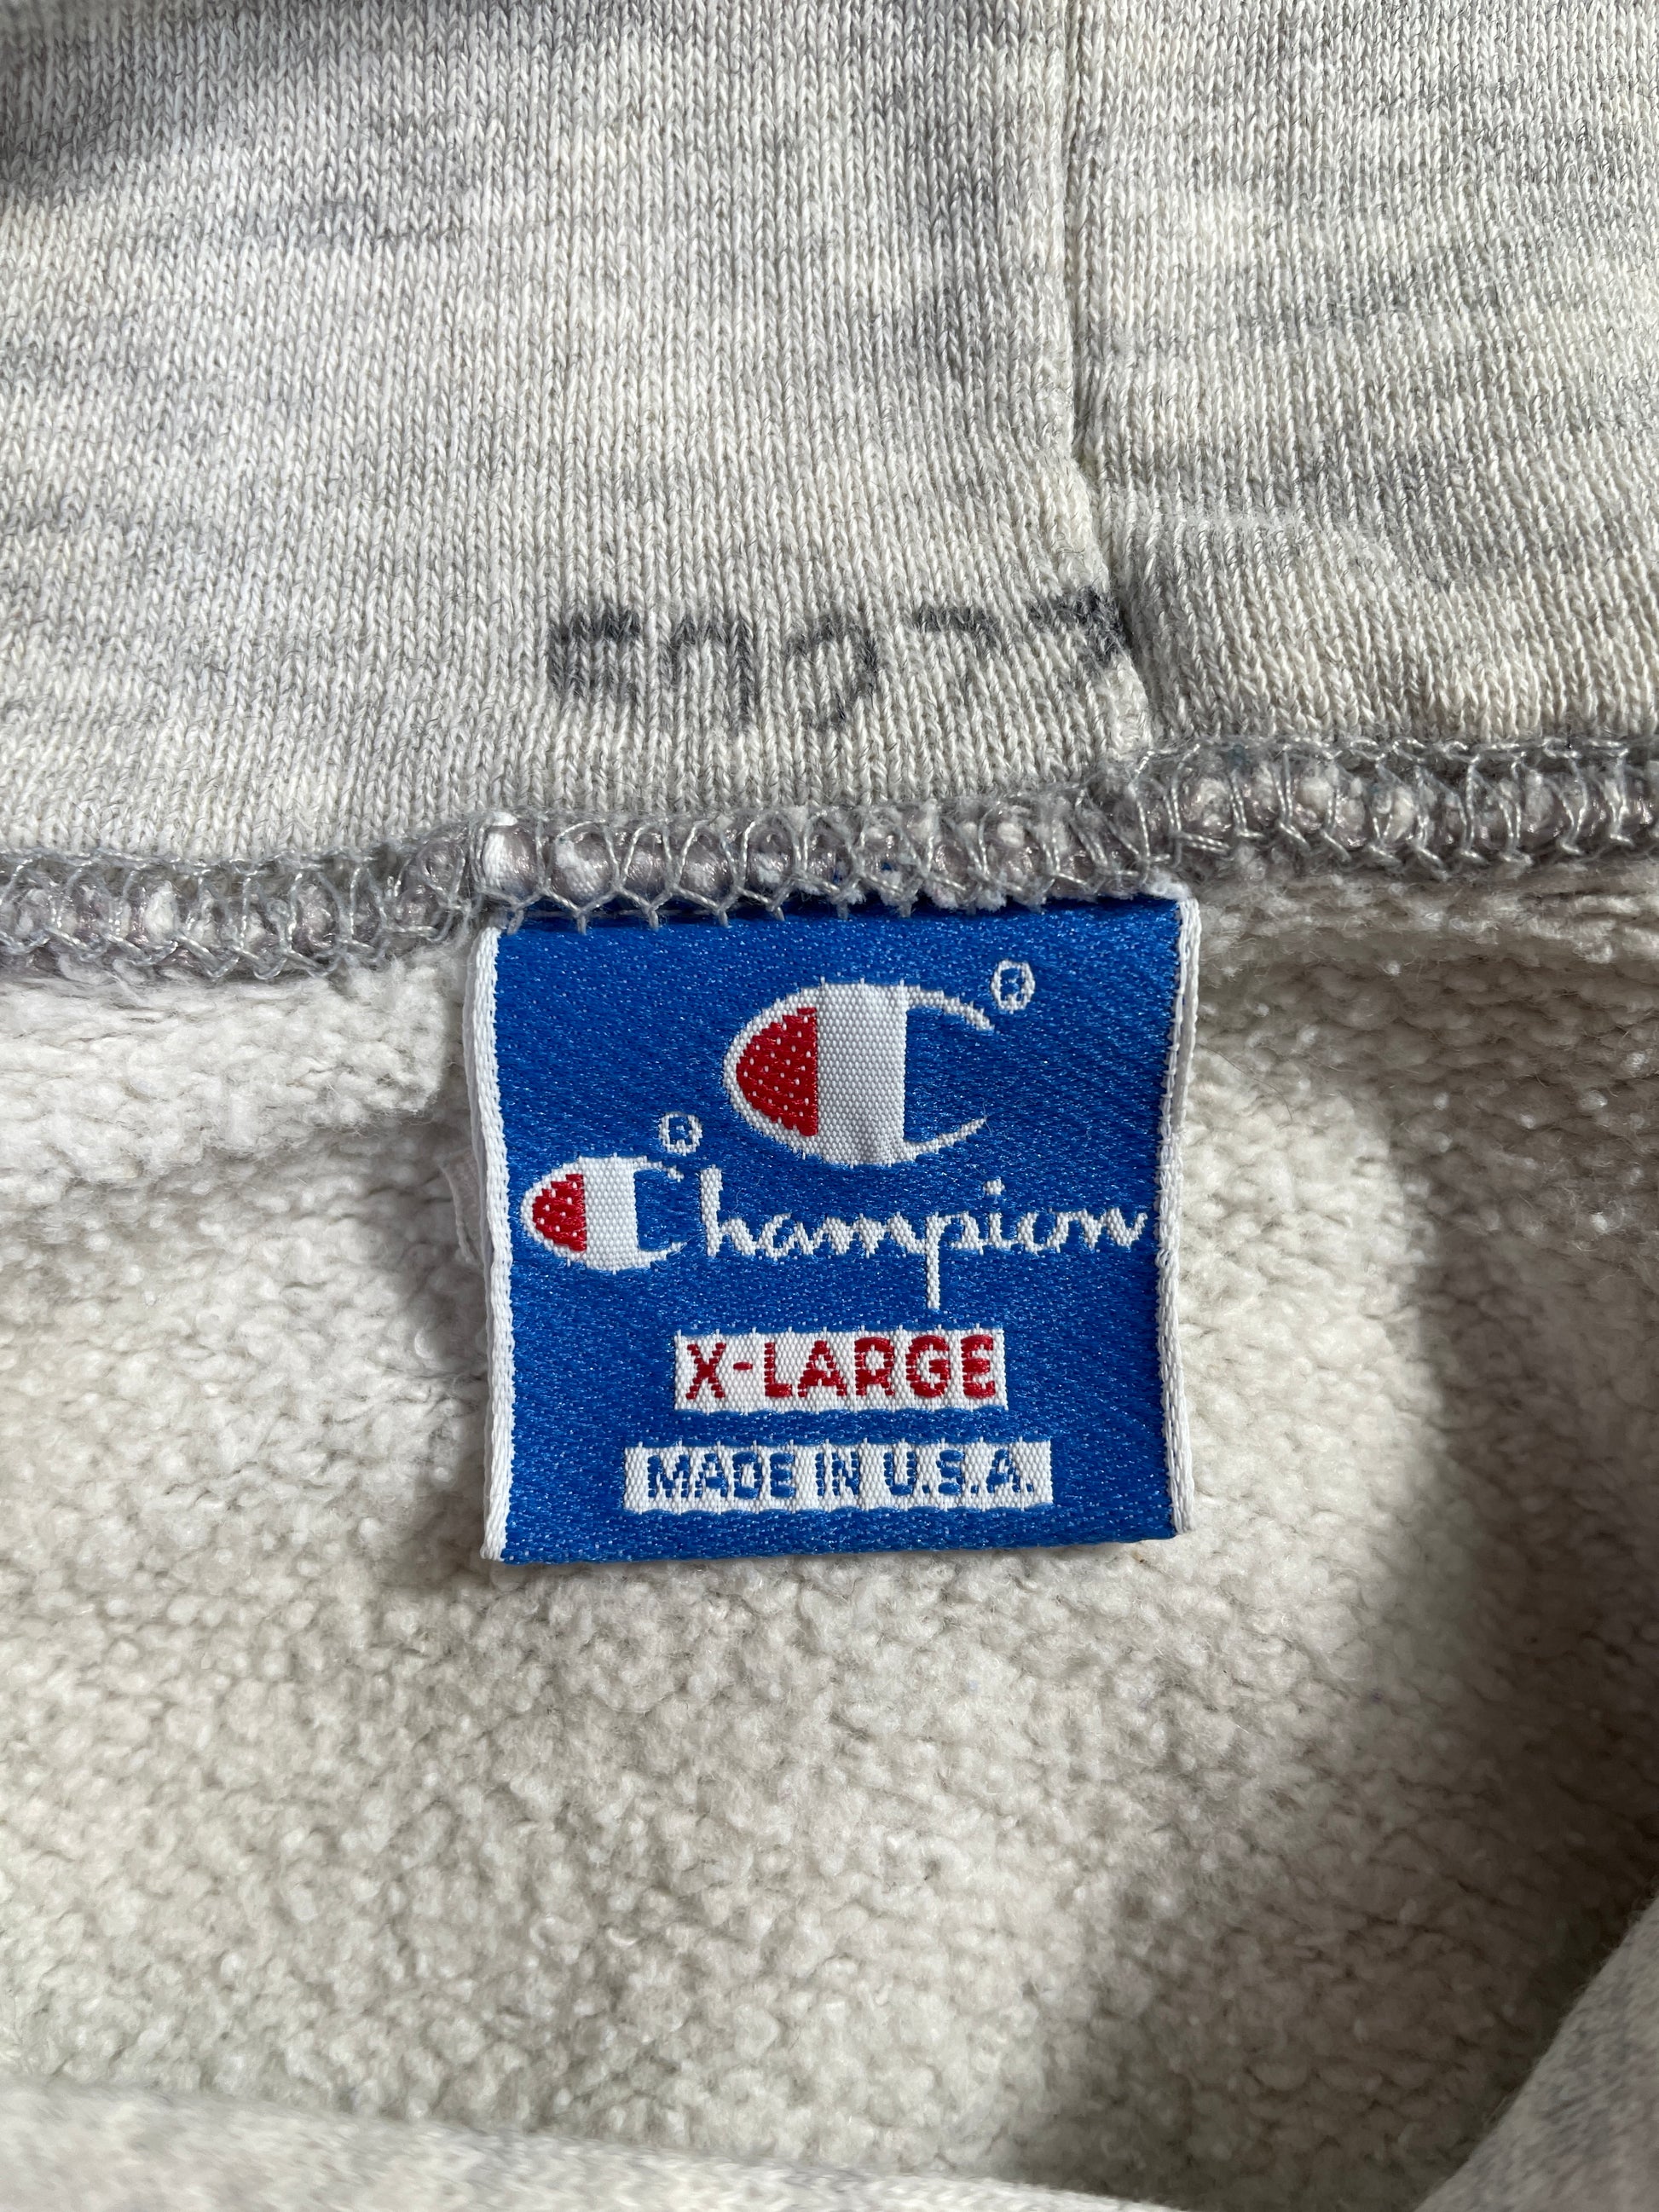 C®
Champion®
X-LARGE
MADE IN U.S.A.